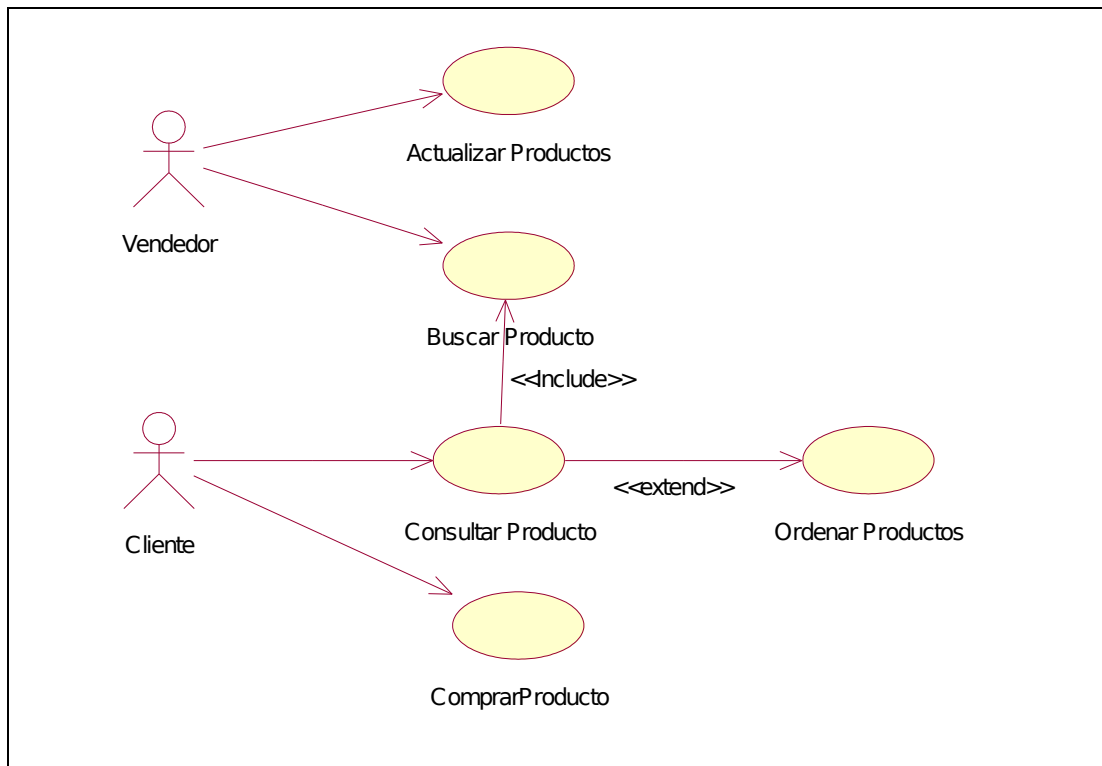 Actualizar Productos
Vendedor
Buscar Producto
<<Include>>
<<extend>>
Cliente
Consultar Producto
Ordenar Productos
ComprarProducto